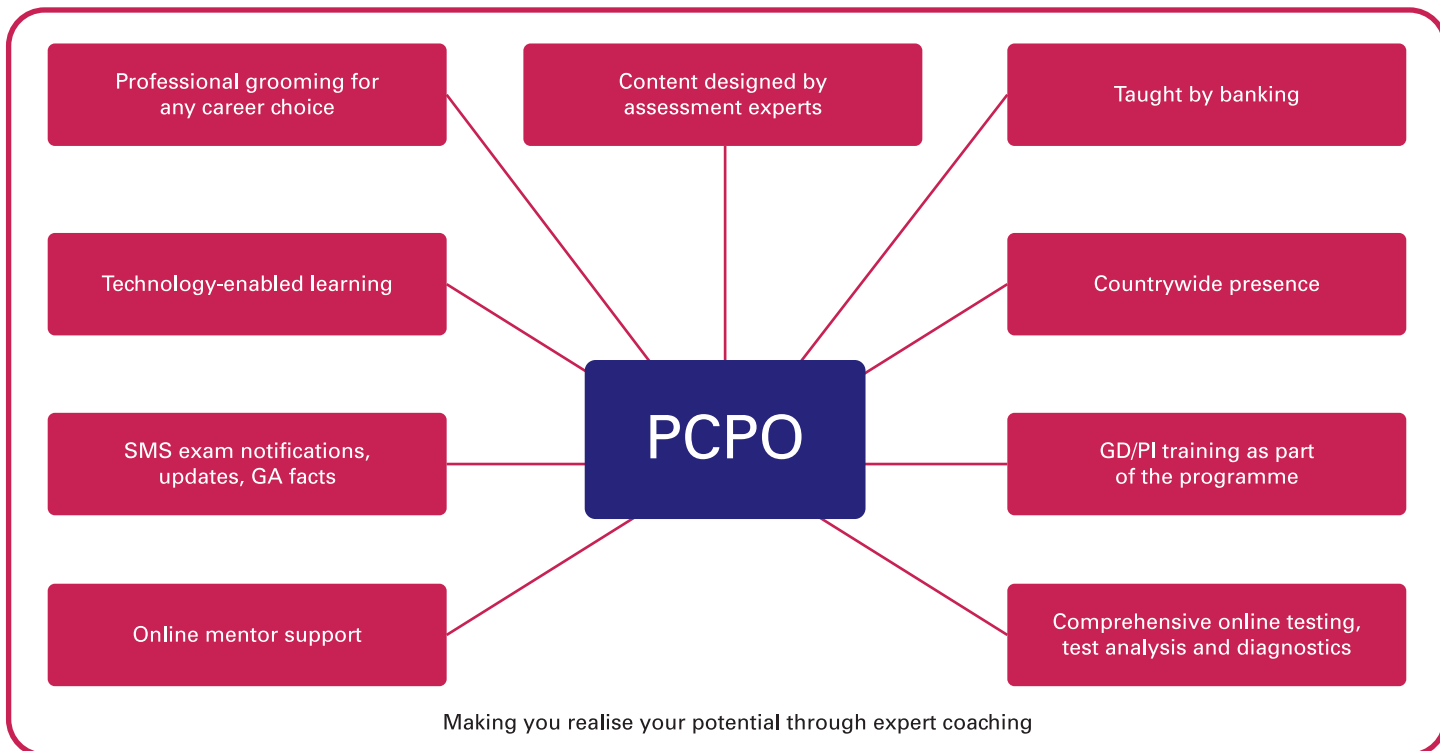 Professional grooming for
any career choice
Content designed by
assessment experts
Taught by banking
Technology-enabled learning
Countrywide presence
PCPO
SMS exam notifications,
updates, GA facts
GD/PI training as part
of the programme
Online mentor support
Comprehensive online testing,
test analysis and diagnostics
Making you realise your potential through expert coaching